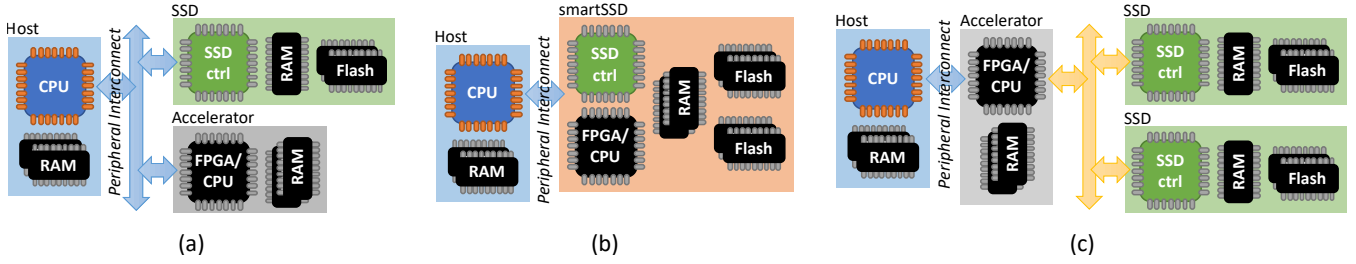 Host
CPU
RAM
Peripheral Interconnect
SSD
SSD
ctrl
RAM
Flash
Accelerator
FPGA/
CPU
RAM
(a)
Host
CPU
RAM
Peripheral Interconnect
smartSSD
SSD
ctrl
FPGA/
CPU
RAM
Flash
Flash
(b)
Host
CPU
RAM
Peripheral Interconnect
Accelerator
FPGA/
CPU
RAM
SSD
SSD
ctrl
RAM
Flash
SSD
SSD
ctrl
RAM
Flash
(c)